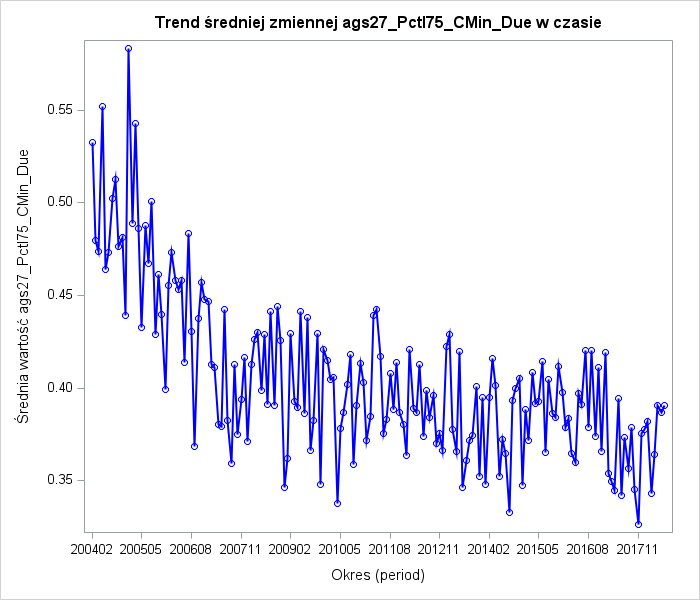 Trend średniej zmiennej ags27_Pctl75_CMin_Due w czasie
Średnia wartość ags27_Pctl75_CMin_Due
0.55
0.50
0.45
0.40
0.35
200402 200505 200608 200711 200902 201005 201108 201211 201402 201505 201608 201711
Okres (period)